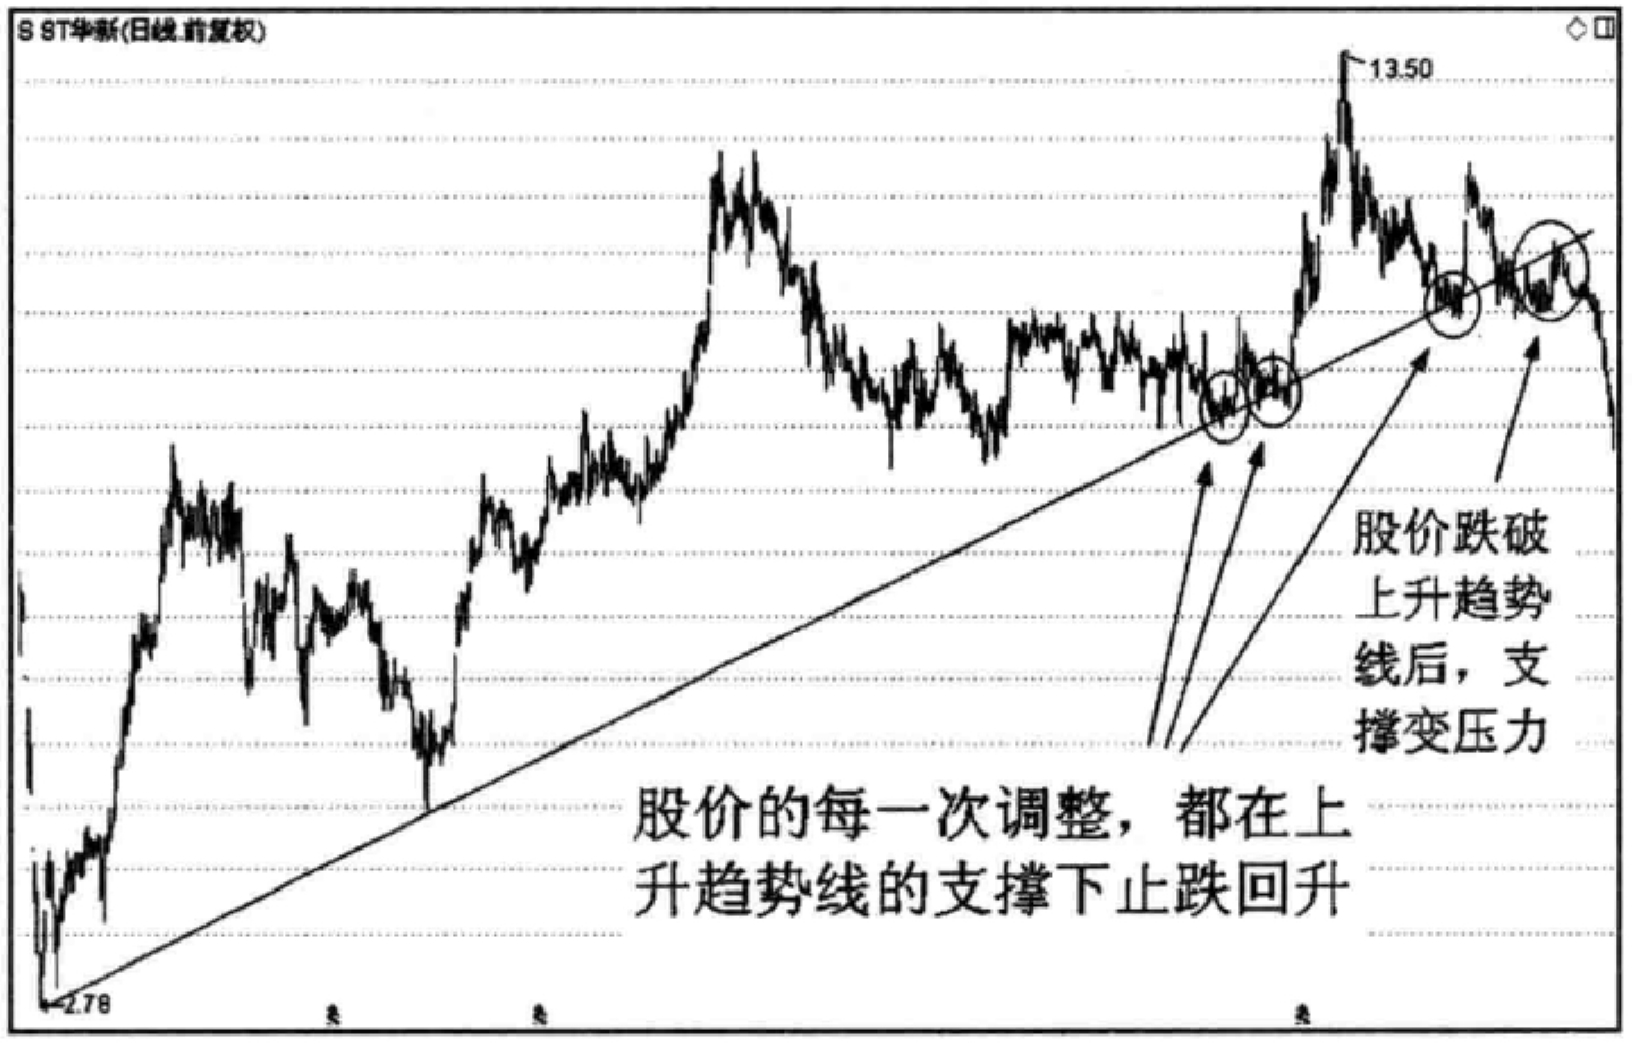 S ST华新(日线.前复权)
13.50
股价跌破
上升趋势
线后，支
撑变压力
股价的每一次调整，都在上
升趋势线的支撑下止跌回升
2.78